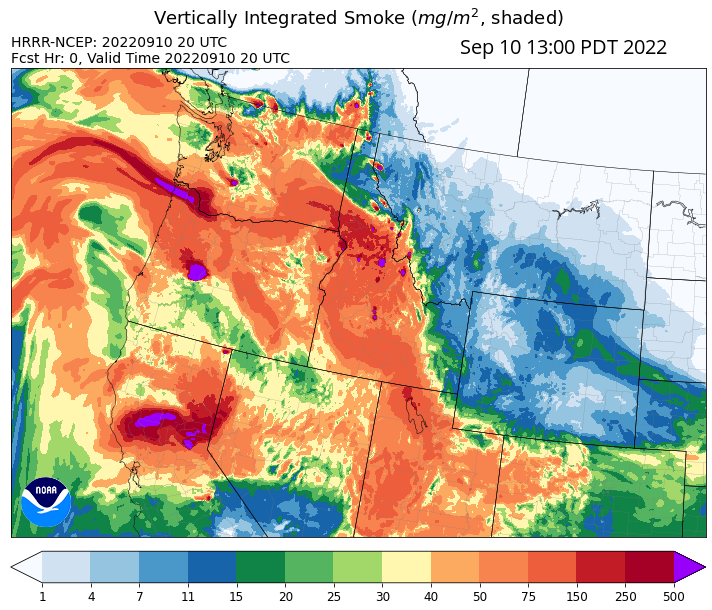 Vertically Integrated Smoke (mg/m², shaded)
HRRR-NCEP: 20220910 20 UTC
Fcst Hr: 0, Valid Time 20220910 20 UTC
Sep 10 13:00 PDT 2022
NOAA
1 4 7 11 15 20 25 30 40 50 75 150 250 500